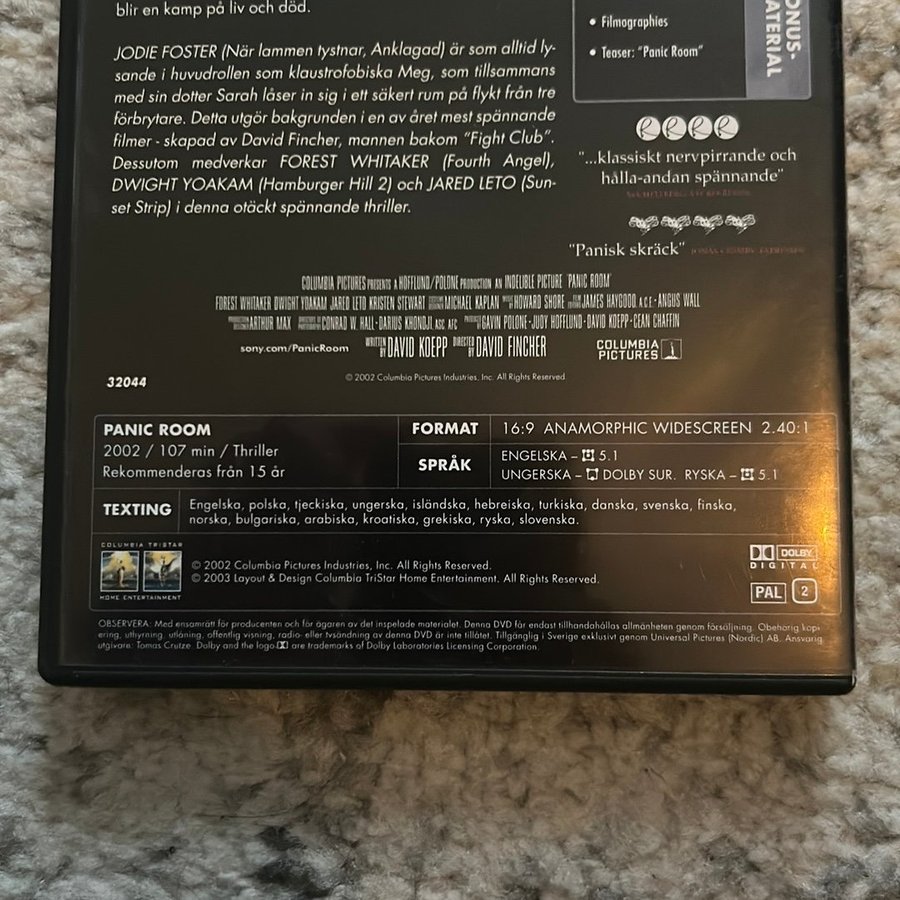 blir en kamp på liv och död.
JODIE FOSTER (När lammen tystnar, Anklagad) är som alltid ly-
sande i huvudrollen som klaustrofobiska Meg, som tillsammans
med sin dotter Sarah låser in sig i ett säkert rum på flykt från tre
förbrytare. Detta utgör bakgrunden i en av året mest spännande
filmer - skapad av David Fincher, mannen bakom "Fight Club".
Dessutom medverkar FOREST WHITAKER (Fourth Angel),
DWIGHT YOAKAM (Hamburger Hill 2) och JARED LETO (Sun-
set Strip) i denna otäckt spännande thriller.
• Filmographies
• Teaser: "Panic Room"
ONUS-
ATERIAL
R R R R
"...klassiskt nervpirrande och
hålla-andan spännande"
"Panisk skräck"
COLUMBIA PICTURES PRESENTS A HOFFLUND/POLONE PRODUCTION AN INDELIBLE PICTURE "PANIC ROOM"
FOREST WHITAKER DWIGHT YOAKAM JARED LETO KRISTEN STEWART MICHAEL KAPLAN MUSIC BY HOWARD SHORE JAMES HAYGOOD, A.C.E. - ANGUS WALL
PRODUCTION DESIGNER ARTHUR MAX DIRECTORS OF PHOTOGRAPHY CONRAD W. HALL - DARIUS KHONDJI, ASC, AFC PRODUCED BY GAVIN POLONE - JUDY HOFFLUND - DAVID KOEPP - CEAN CHAFFIN
sony.com/PanicRoom WRITTEN BY DAVID KOEPP DIRECTED BY DAVID FINCHER COLUMBIA PICTURES
32044
© 2002 Columbia Pictures Industries, Inc. All Rights Reserved.
PANIC ROOM
2002 / 107 min / Thriller
Rekommenderas från 15 år
FORMAT 16:9 ANAMORPHIC WIDESCREEN 2.40:1
SPRÅK ENGELSKA – 5.1
UNGERSKA – DOLBY SUR. RYSKA – 5.1
TEXTING Engelska, polska, tjeckiska, ungerska, isländska, hebreiska, turkiska, danska, svenska, finska,
norska, bulgariska, arabiska, kroatiska, grekiska, ryska, slovenska.
COLUMBIA TRISTAR
HOME ENTERTAINMENT
© 2002 Columbia Pictures Industries, Inc. All Rights Reserved.
© 2003 Layout & Design Columbia TriStar Home Entertainment. All Rights Reserved.
DOLBY
DIGITAL
PAL 2
OBSERVERA: Med ensamrätt för producenten och för ägaren av det inspelade materialet. Denna DVD får endast tillhandahållas allmänheten genom försäljning. Obehörig kopi-
ering, uthyrning, utlåning, offentlig visning, radio- eller tvsändning av denna DVD är inte tillåtet. Tillgänglig i Sverige exklusivt genom Universal Pictures (Nordic) AB. Ansvarig
utgivare: Tomas Crutze. Dolby and the logo are trademarks of Dolby Laboratories Licensing Corporation.